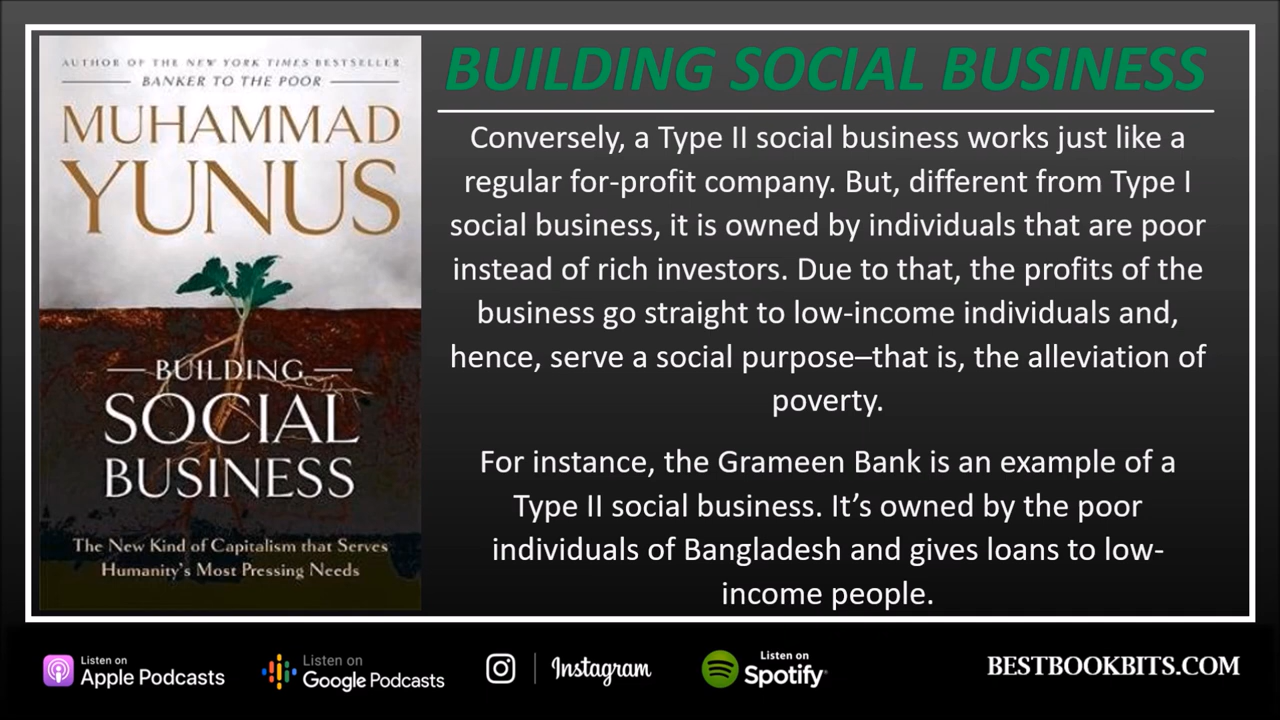 AUTHOR OF THE NEW YORK TIMES BESTSELLER
BANKER TO THE POOR
MUHAMMAD
YUNUS
BUILDING
SOCIAL
BUSINESS
The New Kind of Capitalism that Serves
Humanity's Most Pressing Needs
BUILDING SOCIAL BUSINESS
Conversely, a Type II social business works just like a
regular for-profit company. But, different from Type I
social business, it is owned by individuals that are poor
instead of rich investors. Due to that, the profits of the
business go straight to low-income individuals and,
hence, serve a social purpose–that is, the alleviation of
poverty.
For instance, the Grameen Bank is an example of a
Type II social business. It’s owned by the poor
individuals of Bangladesh and gives loans to low-
income people.
Listen on
Apple Podcasts
Listen on
Google Podcasts
Instagram
Listen on
Spotify
BESTBOOKBITS.COM